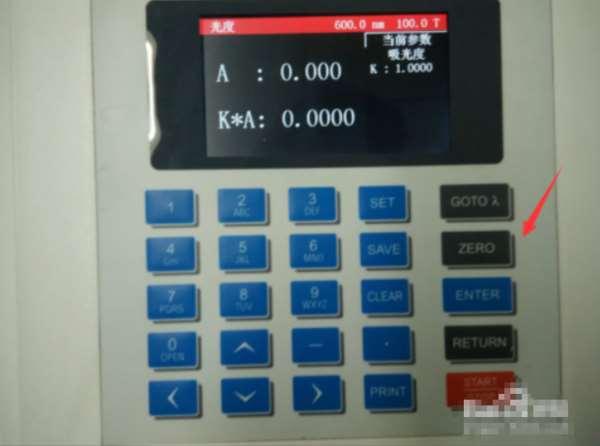 光度 600.0 nm 100.0 T
当前参数
吸光度
A : 0.000 K : 1.0000
K*A: 0.0000
1 2 ABC 3 DEF SET GOTO λ
4 GHI 5 JKL 6 MNO SAVE ZERO
7 PQRS 8 TUV 9 WXYZ CLEAR ENTER
0 OPEN − . RETURN
PRINT START